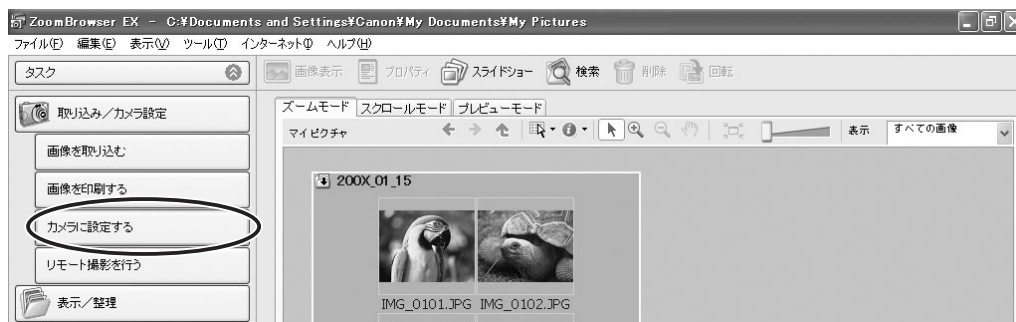 ZoomBrowser EX - C:¥Documents and Settings¥Canon¥My Documents¥My Pictures
ファイル(F) 編集(E) 表示(V) ツール(T) インターネット(I) ヘルプ(H)
タスク
画像表示 プロパティ スライドショー 検索 削除 回転
取り込み／カメラ設定
画像を取り込む
画像を印刷する
カメラに設定する
リモート撮影を行う
表示／整理
ズームモード スクロールモード プレビューモード
マイ ピクチャ 表示 すべての画像
200X_01_15
IMG_0101.JPG IMG_0102.JPG